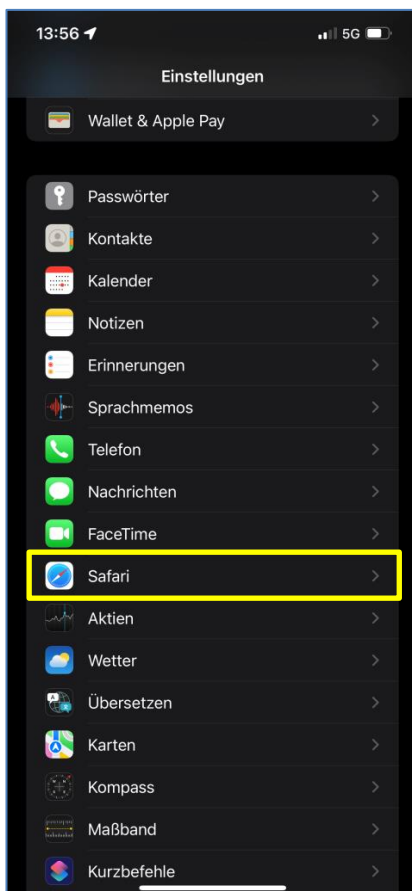 13:56 5G
Einstellungen
Wallet & Apple Pay
Passwörter
Kontakte
Kalender
Notizen
Erinnerungen
Sprachmemos
Telefon
Nachrichten
FaceTime
Safari
Aktien
Wetter
Übersetzen
Karten
Kompass
Maßband
Kurzbefehle